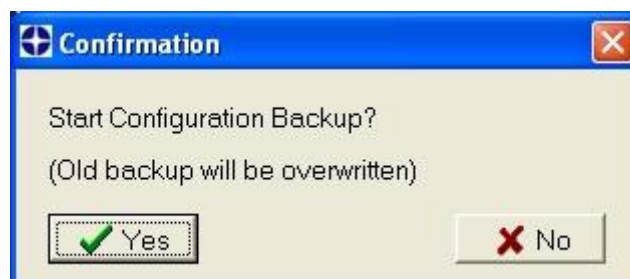 Confirmation
Start Configuration Backup?
(Old backup will be overwritten)
Yes
No